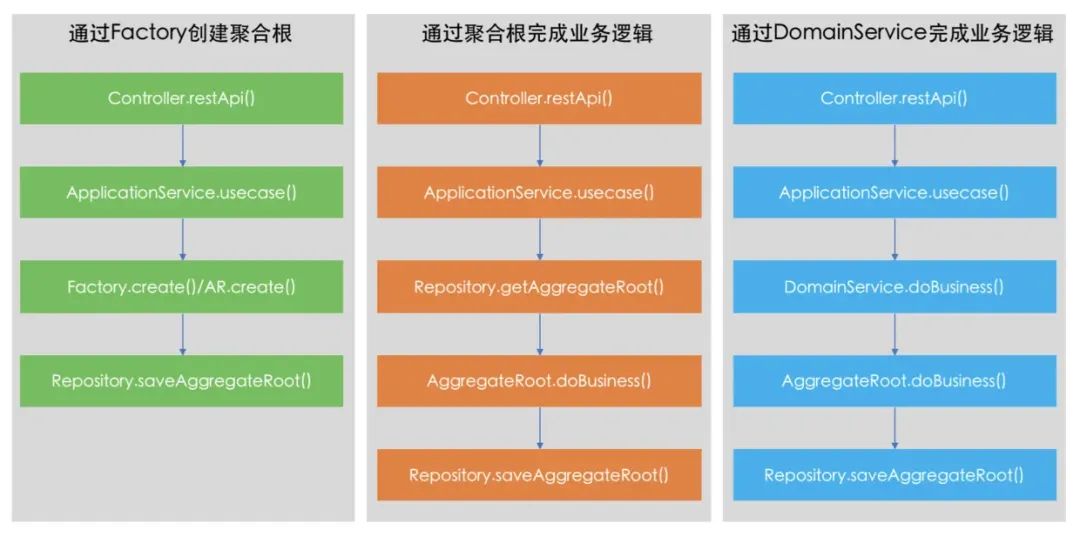 通过Factory创建聚合根
Controller.restApi()
ApplicationService.usecase()
Factory.create()/AR.create()
Repository.saveAggregateRoot()
通过聚合根完成业务逻辑
Controller.restApi()
ApplicationService.usecase()
Repository.getAggregateRoot()
AggregateRoot.doBusiness()
Repository.saveAggregateRoot()
通过DomainService完成业务逻辑
Controller.restApi()
ApplicationService.usecase()
DomainService.doBusiness()
AggregateRoot.doBusiness()
Repository.saveAggregateRoot()